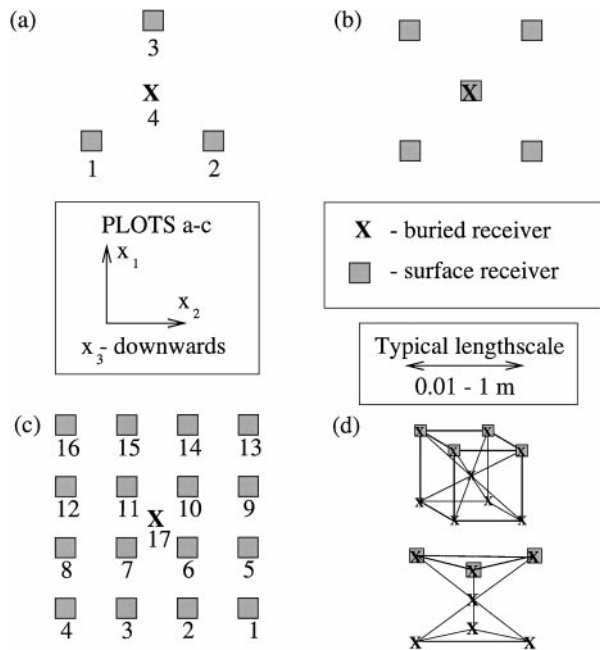 (a)
3
X
4
1
2
(b)
X
PLOTS a-c
x1
x2
x3- downwards
X - buried receiver
- surface receiver
Typical lengthscale
0.01 - 1 m
(c)
16 15 14 13
12 11 10 9
X
17
8 7 6 5
4 3 2 1
(d)
X X
X X
X
X X
X X
X X
X
X
X
X X